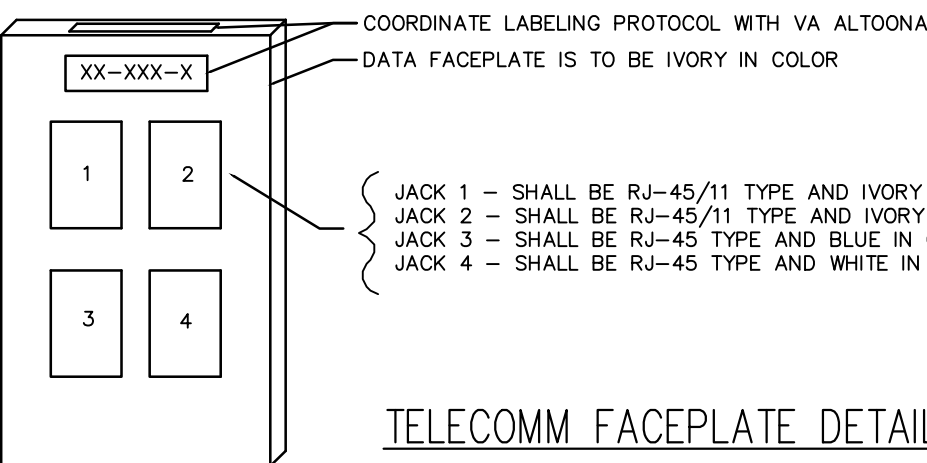 COORDINATE LABELING PROTOCOL WITH VA ALTOONA
XX-XXX-X
DATA FACEPLATE IS TO BE IVORY IN COLOR
1
2
JACK 1 – SHALL BE RJ–45/11 TYPE AND IVORY
JACK 2 – SHALL BE RJ–45/11 TYPE AND IVORY
JACK 3 – SHALL BE RJ–45 TYPE AND BLUE IN
JACK 4 – SHALL BE RJ–45 TYPE AND WHITE IN
3
4
TELECOMM FACEPLATE DETAIL